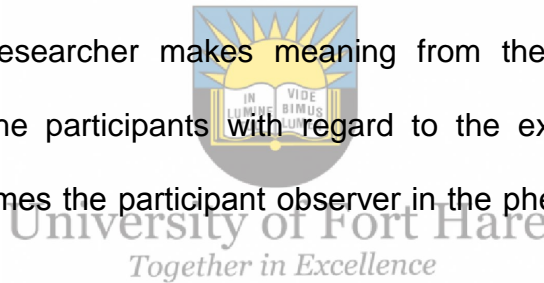 esearcher makes meaning from the
IN VIDE
LUMINE BIMUS
LUMEN
ne participants with regard to the ex
mes the participant observer in the phe
University of Fort Hare
Together in Excellence